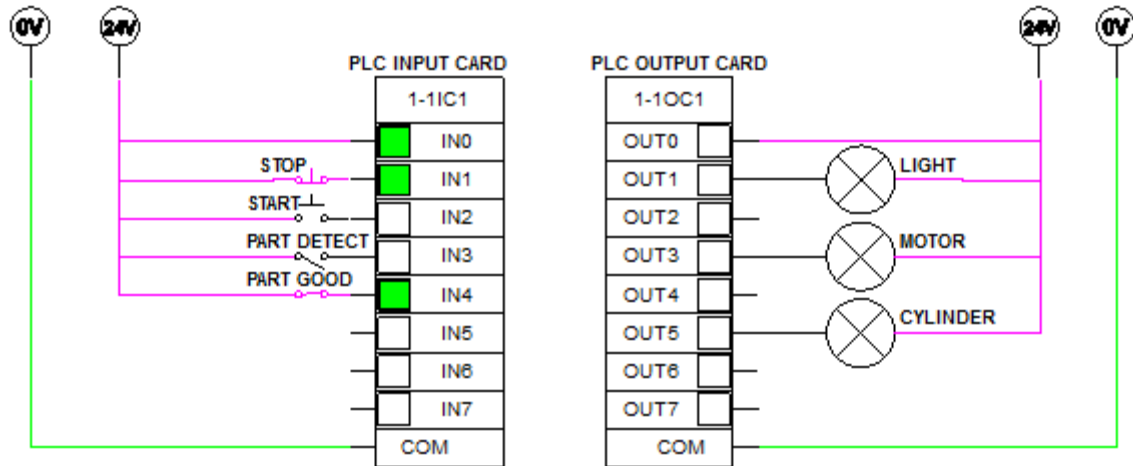 0V
24V
24V
0V
PLC INPUT CARD
1-1IC1
IN0
STOP
IN1
START
IN2
PART DETECT
IN3
PART GOOD
IN4
IN5
IN6
IN7
COM
PLC OUTPUT CARD
1-1OC1
OUT0
OUT1
LIGHT
OUT2
OUT3
MOTOR
OUT4
OUT5
CYLINDER
OUT6
OUT7
COM